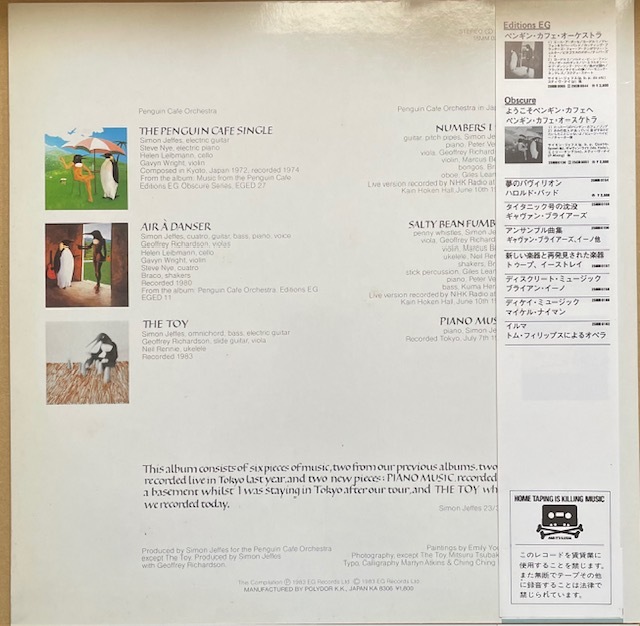 STEREO
18MM 0
Penguin Cafe Orchestra
THE PENGUIN CAFE SINGLE
Simon Jeffes, electric guitar
Steve Nye, electric piano
Helen Leibmann, cello
Gavyn Wright, violin
Composed in Kyoto, Japan 1972, recorded 1974
From the album: Music from the Penguin Cafe
Editions EG Obscure Series, EGED 27
AIR À DANSER
Simon Jeffes, cuatro, guitar, bass, piano, voice
Geoffrey Richardson, violas
Helen Leibmann, cello
Gavyn Wright, violin
Steve Nye, cuatro
Braco, shakers
Recorded 1980
From the album: Penguin Cafe Orchestra. Editions EG
EGED 11
THE TOY
Simon Jeffes, omnichord, bass, electric guitar
Geoffrey Richardson, slide guitar, viola
Neil Rennie, ukelele
Recorded 1983
Penguin Cafe Orchestra in Jap
NUMBERS 1
Simon Je
guitar, pitch pipes, Simon
piano, Peter Ve
viola, Geoffrey Richards
violin, Marcus Be
bongos, Br
oboe, Giles Lea
Live version recorded by NHK Radio at
Kain Hoken Hall, June 10th 1
SALTY BEAN FUMB
penny whistles, Simon Je
viola, Geoffrey Richards
violin, Marcus Be
ukelele, Neil Ren
shakers, Br
stick percussion, Giles Lean
piano, Peter Ve
bass, Kuma Hera
Live version recorded by NHK Radio at
Kain Hoken Hall, June 10th 1
PIANO MUS
piano, Simon Je
Recorded Tokyo, July 7th 1
This album consists of six pieces of music, two from our previous albums, two
recorded live in Tokyo last year, and two new pieces: PIANO MUSIC, recorded
a basement whilst I was staying in Tokyo after our tour, and THE TOY wh
we recorded today.
Simon Jeffes 23/
Produced by Simon Jeffes for the Penguin Cafe Orchestra
except The Toy. Produced by Simon Jeffes
with Geoffrey Richardson.
Paintings by Emily You
Photography, except The Toy Mitsuru Tsubak
Typo, Calligraphy Martyn Atkins & Ching Ching
This Compilation Ⓟ 1983 EG Records Ltd. © 1983 EG Records Ltd
MANUFACTURED BY POLYDOR K.K., JAPAN KA 8306 ¥1,800
Editions EG
ペンギン・カフェ・オーケストラ
Obscure
ようこそペンギン・カフェへ
ペンギン・カフェ・オーケストラ
夢のパヴィリオン
ハロルド・バッド
タイタニック号の沈没
ギャヴァン・ブライアーズ
アンサンブル曲集
ギャヴァン・ブライアーズ、イーノ他
新しい楽器と再発見された楽器
トゥープ、イーストレイ
ディスクリート・ミュージック
ブライアン・イーノ
ディケイ・ミュージック
マイケル・ナイマン
イルマ
トム・フィリップスによるオペラ
HOME TAPING IS KILLING MUSIC
AND IT'S ILLEGAL
このレコードを賃貸業に
使用することを禁じます。
また無断でテープその他
に録音することは法律で
禁じられています。